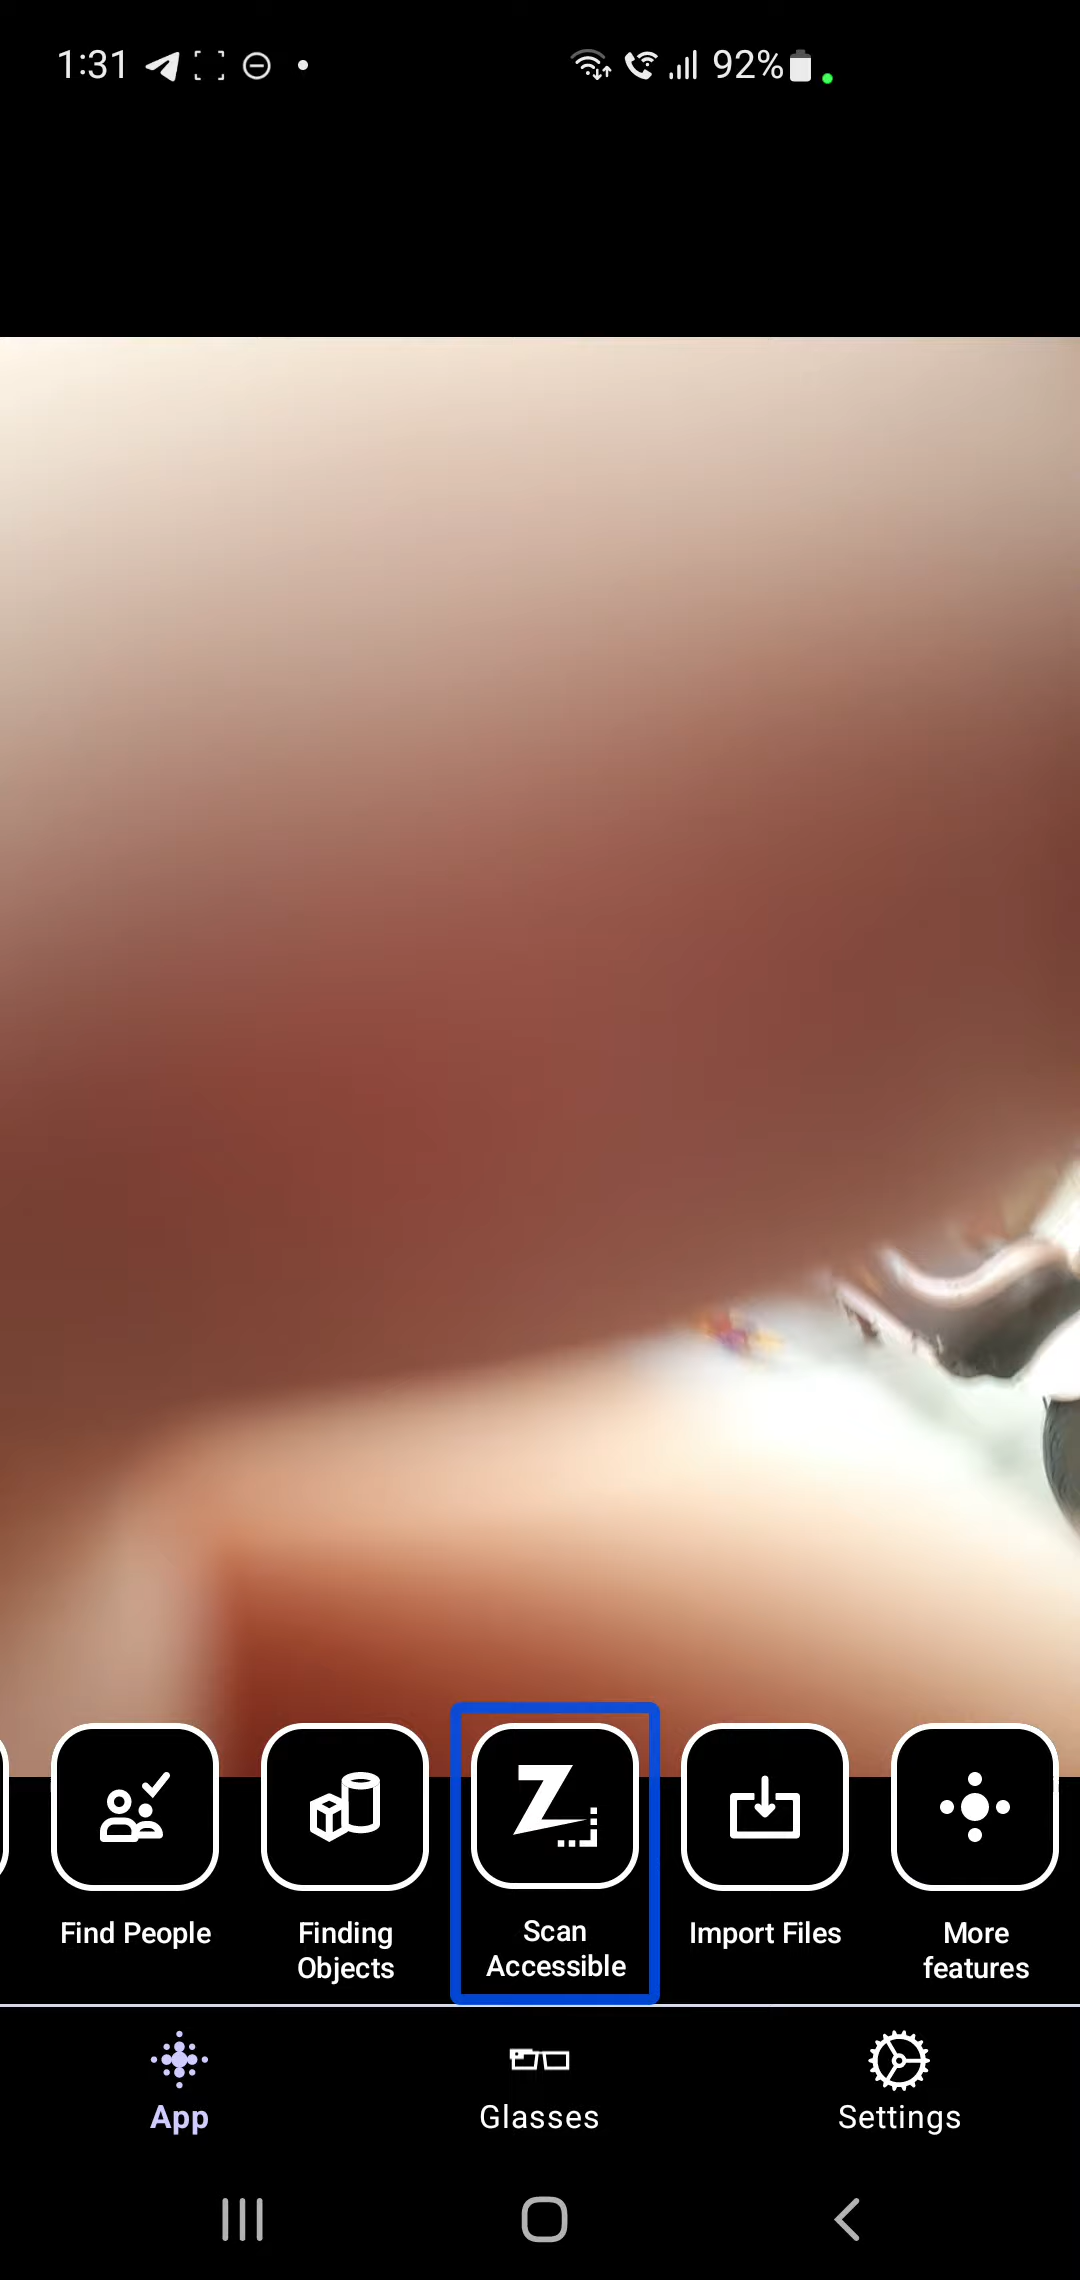 1:31
92%
Find People
Finding
Objects
Scan
Accessible
Import Files
More
features
App
Glasses
Settings